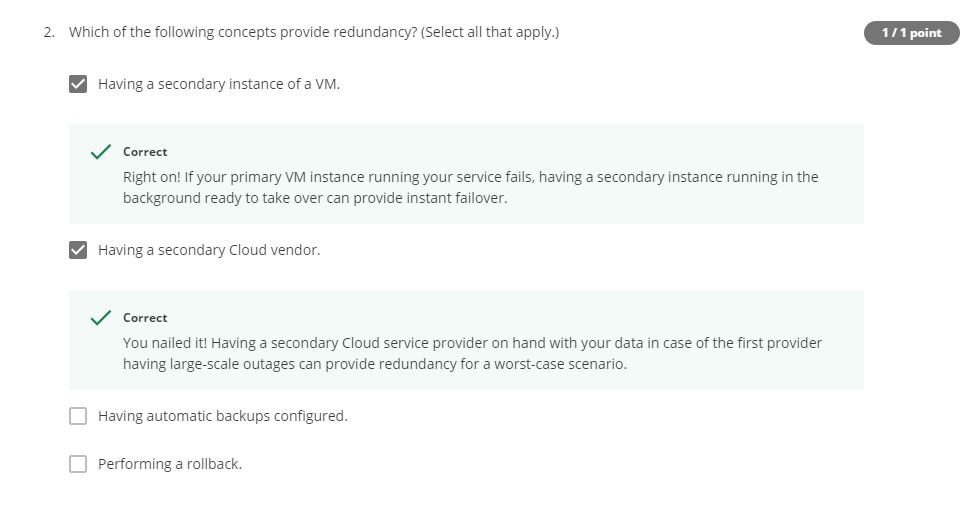 2. Which of the following concepts provide redundancy? (Select all that apply.)
1 / 1 point
Having a secondary instance of a VM.
Correct
Right on! If your primary VM instance running your service fails, having a secondary instance running in the
background ready to take over can provide instant failover.
Having a secondary Cloud vendor.
Correct
You nailed it! Having a secondary Cloud service provider on hand with your data in case of the first provider
having large-scale outages can provide redundancy for a worst-case scenario.
Having automatic backups configured.
Performing a rollback.